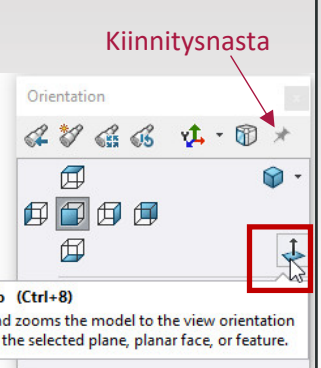 Kiinnitysnasta
Orientation
(Ctrl+8)
zooms the model to the view orientation
the selected plane, planar face, or feature.